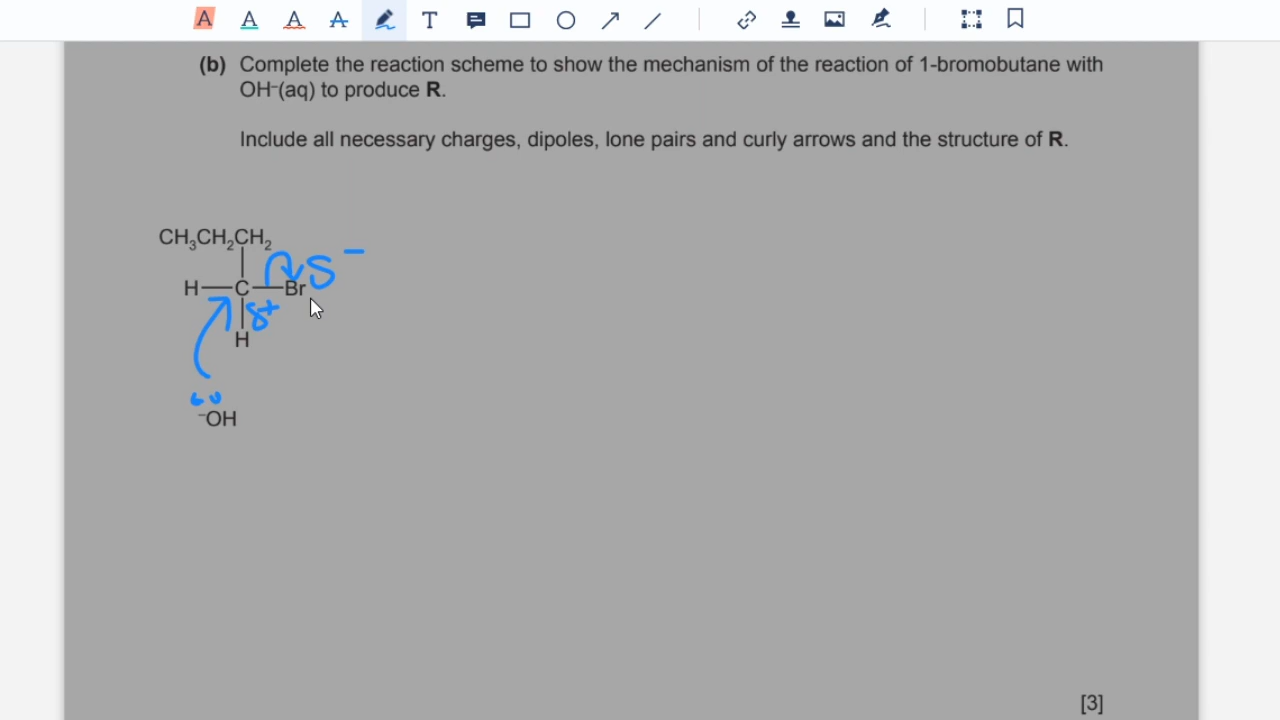 (b) Complete the reaction scheme to show the mechanism of the reaction of 1-bromobutane with
OH⁻(aq) to produce R.
Include all necessary charges, dipoles, lone pairs and curly arrows and the structure of R.
CH₃CH₂CH₂
δ⁻
H—C—Br
δ+
H
⁻OH
[3]